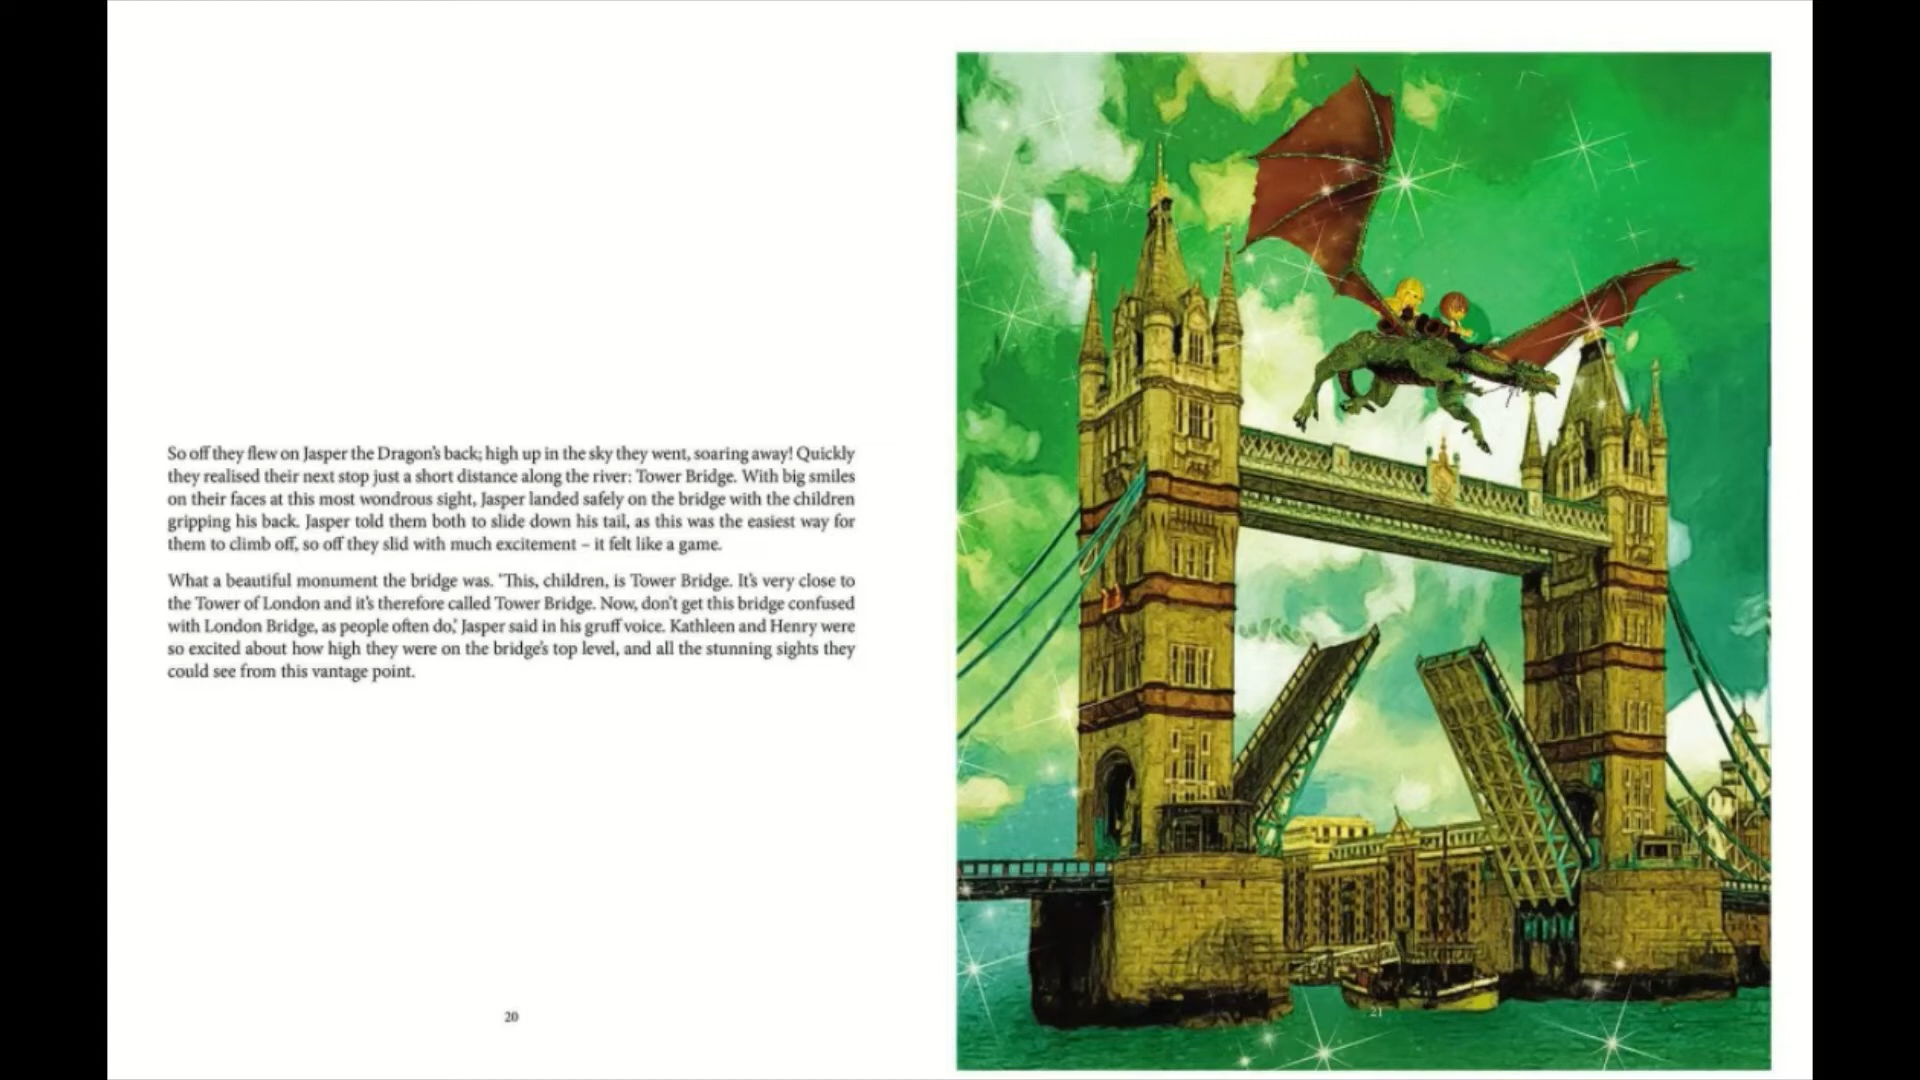 So off they flew on Jasper the Dragon's back; high up in the sky they went, soaring away! Quickly
they realised their next stop just a short distance along the river: Tower Bridge. With big smiles
on their faces at this most wondrous sight, Jasper landed safely on the bridge with the children
gripping his back. Jasper told them both to slide down his tail, as this was the easiest way for
them to climb off, so off they slid with much excitement – it felt like a game.
What a beautiful monument the bridge was. 'This, children, is Tower Bridge. It's very close to
the Tower of London and it's therefore called Tower Bridge. Now, don't get this bridge confused
with London Bridge, as people often do,' Jasper said in his gruff voice. Kathleen and Henry were
so excited about how high they were on the bridge's top level, and all the stunning sights they
could see from this vantage point.
20
21